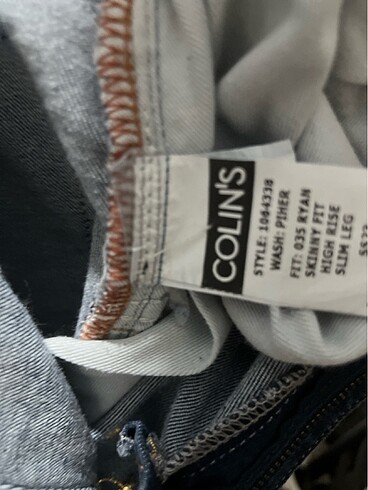 COLIN'S
STYLE: 1064338
WASH: PIHER
FIT: 035 RYAN
SKINNY FIT
HIGH RISE
SLIM LEG